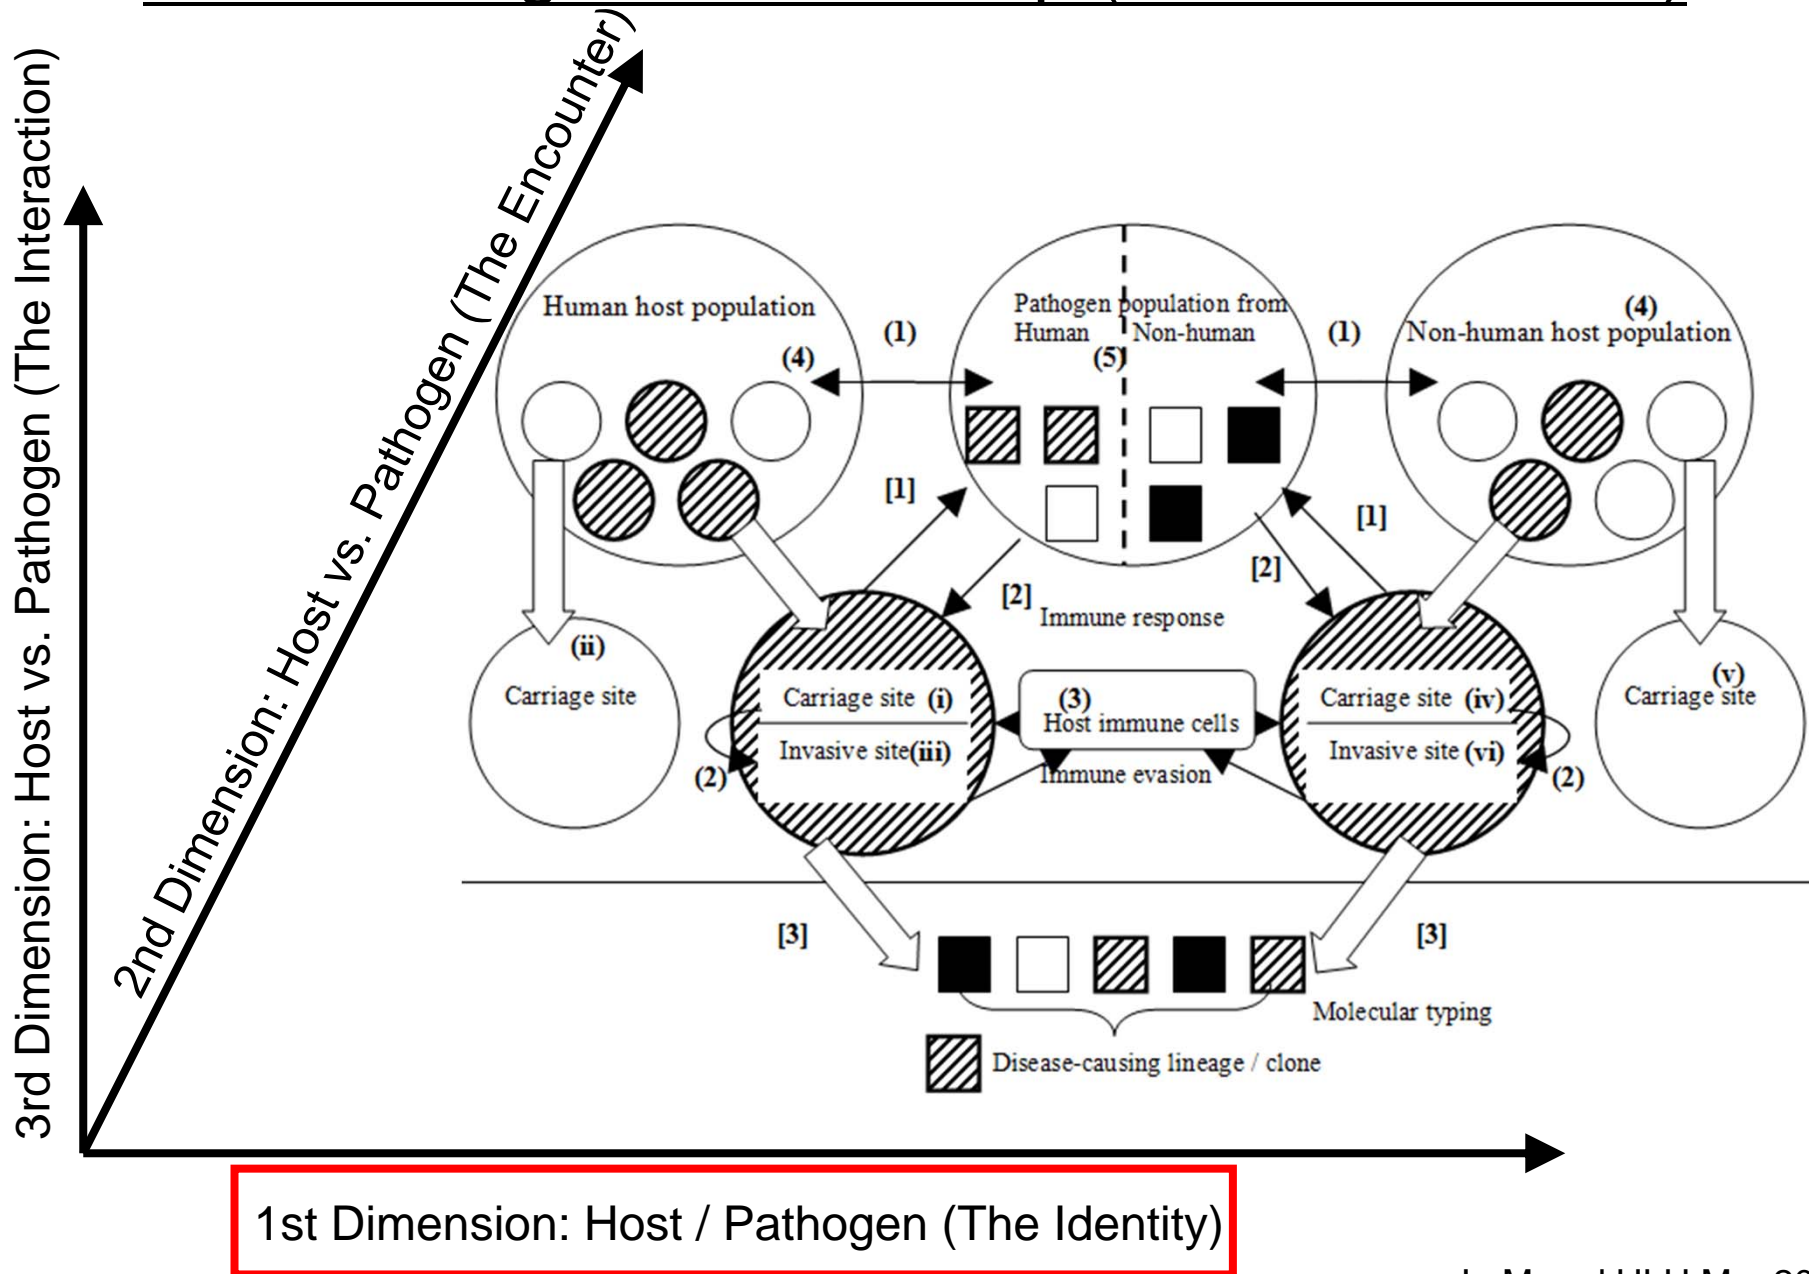 3rd Dimension: Host vs. Pathogen (The Interaction)
2nd Dimension: Host vs. Pathogen (The Encounter)
Human host population
(4)
(1)
Pathogen population from
Human Non-human
(5)
(1)
(4)
Non-human host population
[1]
[2]
[2]
[1]
Immune response
(ii)
Carriage site
Carriage site (i)
Invasive site(iii)
(2)
(3)
Host immune cells
Immune evasion
Carriage site (iv)
Invasive site (vi)
(2)
(v)
Carriage site
[3]
[3]
Molecular typing
Disease-causing lineage / clone
1st Dimension: Host / Pathogen (The Identity)